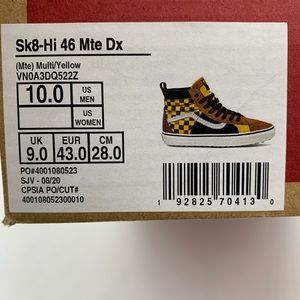 Sk8-Hi 46 Mte Dx
(Mte) Multi/Yellow
VN0A3DQ522Z
10.0 US MEN US WOMEN
UK EUR CM
9.0 43.0 28.0
PO#4001080523
SJV - 08/20
CPSIA PO/CUT#
400108052300010
1 92825 70413 0